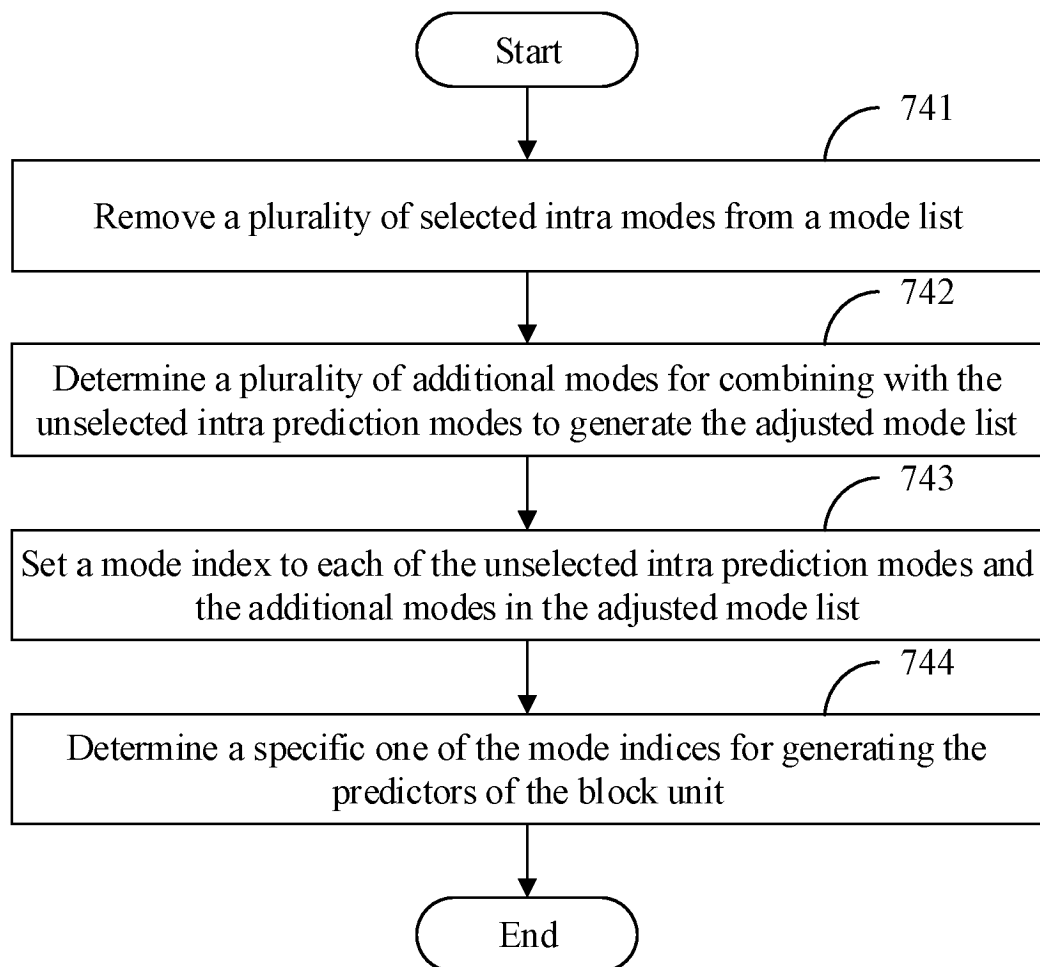 Start
741
Remove a plurality of selected intra modes from a mode list
742
Determine a plurality of additional modes for combining with the
unselected intra prediction modes to generate the adjusted mode list
743
Set a mode index to each of the unselected intra prediction modes and
the additional modes in the adjusted mode list
744
Determine a specific one of the mode indices for generating the
predictors of the block unit
End